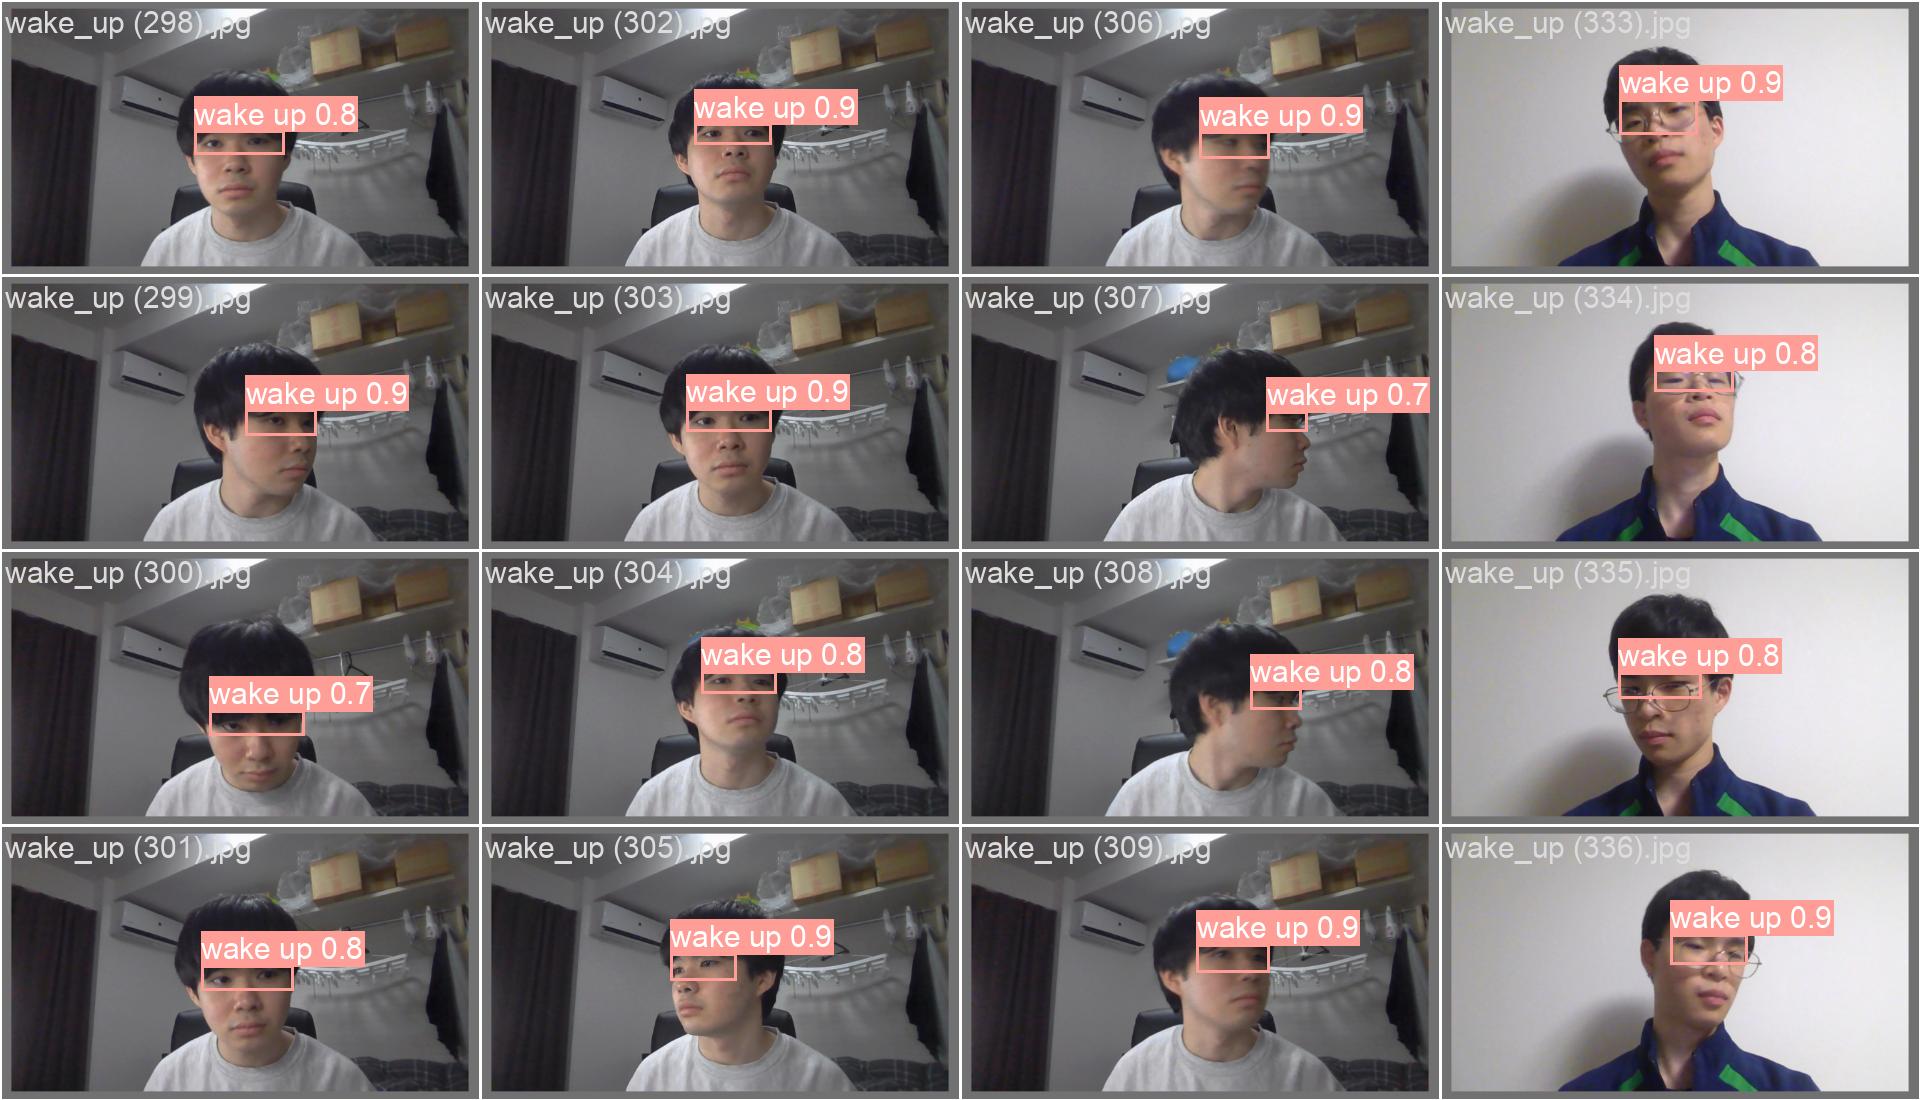 wake_up (298).jpg
wake up 0.8
wake_up (302).jpg
wake up 0.9
wake_up (306).jpg
wake up 0.9
wake_up (333).jpg
wake up 0.9
wake_up (299).jpg
wake up 0.9
wake_up (303).jpg
wake up 0.9
wake_up (307).jpg
wake up 0.7
wake_up (334).jpg
wake up 0.8
wake_up (300).jpg
wake up 0.7
wake_up (304).jpg
wake up 0.8
wake_up (308).jpg
wake up 0.8
wake_up (335).jpg
wake up 0.8
wake_up (301).jpg
wake up 0.8
wake_up (305).jpg
wake up 0.9
wake_up (309).jpg
wake up 0.9
wake_up (336).jpg
wake up 0.9